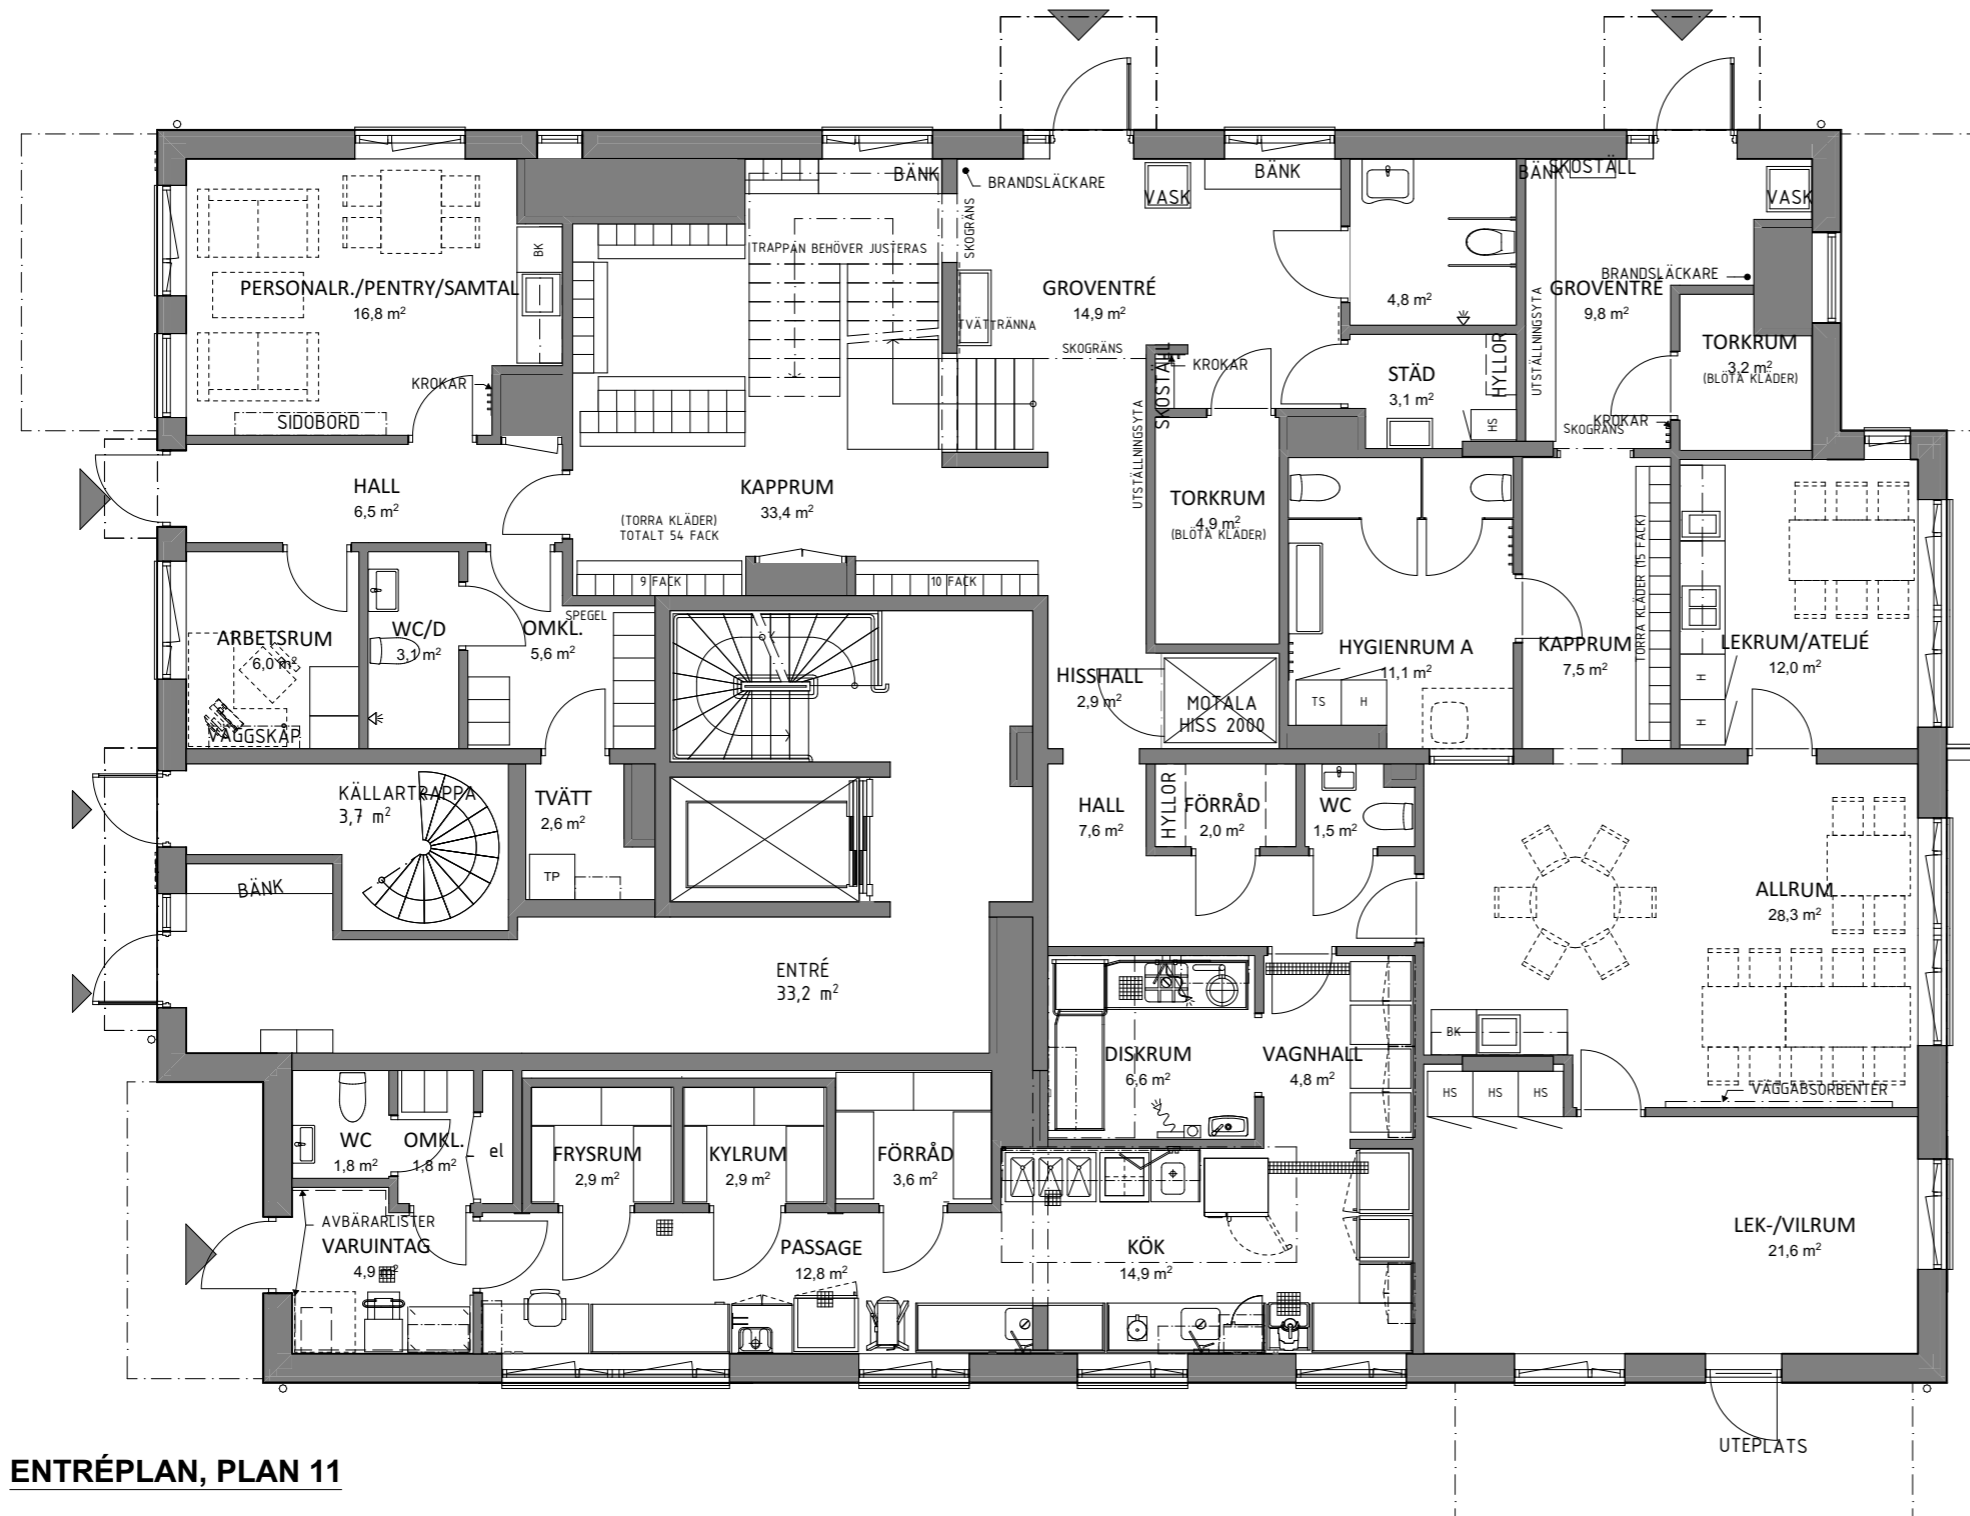 BÄNK
BRANDSLÄCKARE
VASK
BÄNK
BÄNK
SKOSTÄLL
VASK
SKOGRÄNS
BK
TRAPPAN BEHÖVER JUSTERAS
PERSONALR./PENTRY/SAMTAL
16,8 m²
GROVENTRÉ
14,9 m²
4,8 m²
BRANDSLÄCKARE
GROVENTRÉ
9,8 m²
UTSTÄLLNINGSYTA
TVÄTTRÄNNA
SKOGRÄNS
SKOSTÄLL
KROKAR
STÄD
3,1 m²
HYLLOR
HS
TORKRUM
3,2 m²
(BLÖTA KLÄDER)
KROKAR
SKOGRÄNS
KROKAR
SIDOBORD
HALL
6,5 m²
KAPPRUM
33,4 m²
(TORRA KLÄDER)
TOTALT 54 FACK
UTSTÄLLNINGSYTA
TORKRUM
4,9 m²
(BLÖTA KLÄDER)
9 FACK
10 FACK
TORRA KLÄDER (15 FACK)
SPEGEL
ARBETSRUM
6,0 m²
WC/D
3,1 m²
OMKL.
5,6 m²
VÄGGSKÅP
HISSHALL
2,9 m²
MOTALA
HISS 2000
HYGIENRUM A
11,1 m²
TS
H
KAPPRUM
7,5 m²
LEKRUM/ATELJÉ
12,0 m²
H
H
KÄLLARTRAPPA
3,7 m²
TVÄTT
2,6 m²
TP
HALL
7,6 m²
HYLLOR
FÖRRÅD
2,0 m²
WC
1,5 m²
BÄNK
ALLRUM
28,3 m²
ENTRÉ
33,2 m²
BK
DISKRUM
6,6 m²
VAGNHALL
4,8 m²
HS
HS
HS
VÄGGABSORBENTER
WC
1,8 m²
OMKL.
1,8 m²
el
FRYSRUM
2,9 m²
KYLRUM
2,9 m²
FÖRRÅD
3,6 m²
AVBÄRARLISTER
VARUINTAG
4,9 m²
PASSAGE
12,8 m²
KÖK
14,9 m²
LEK-/VILRUM
21,6 m²
UTEPLATS
ENTRÉPLAN, PLAN 11